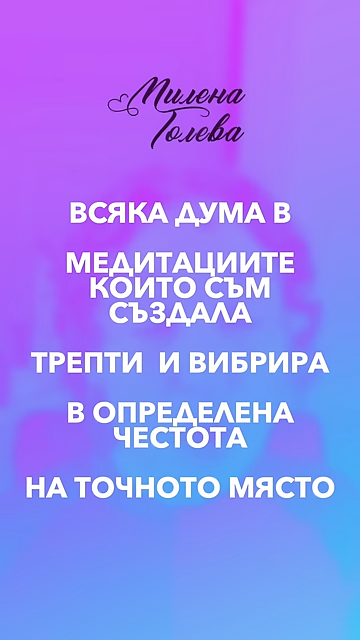 Милена
Голева
ВСЯКА ДУМА В
МЕДИТАЦИИТЕ
КОИТО СЪМ
СЪЗДАЛА
ТРЕПТИ И ВИБРИРА
В ОПРЕДЕЛЕНА
ЧЕСТОТА
НА ТОЧНОТО МЯСТО